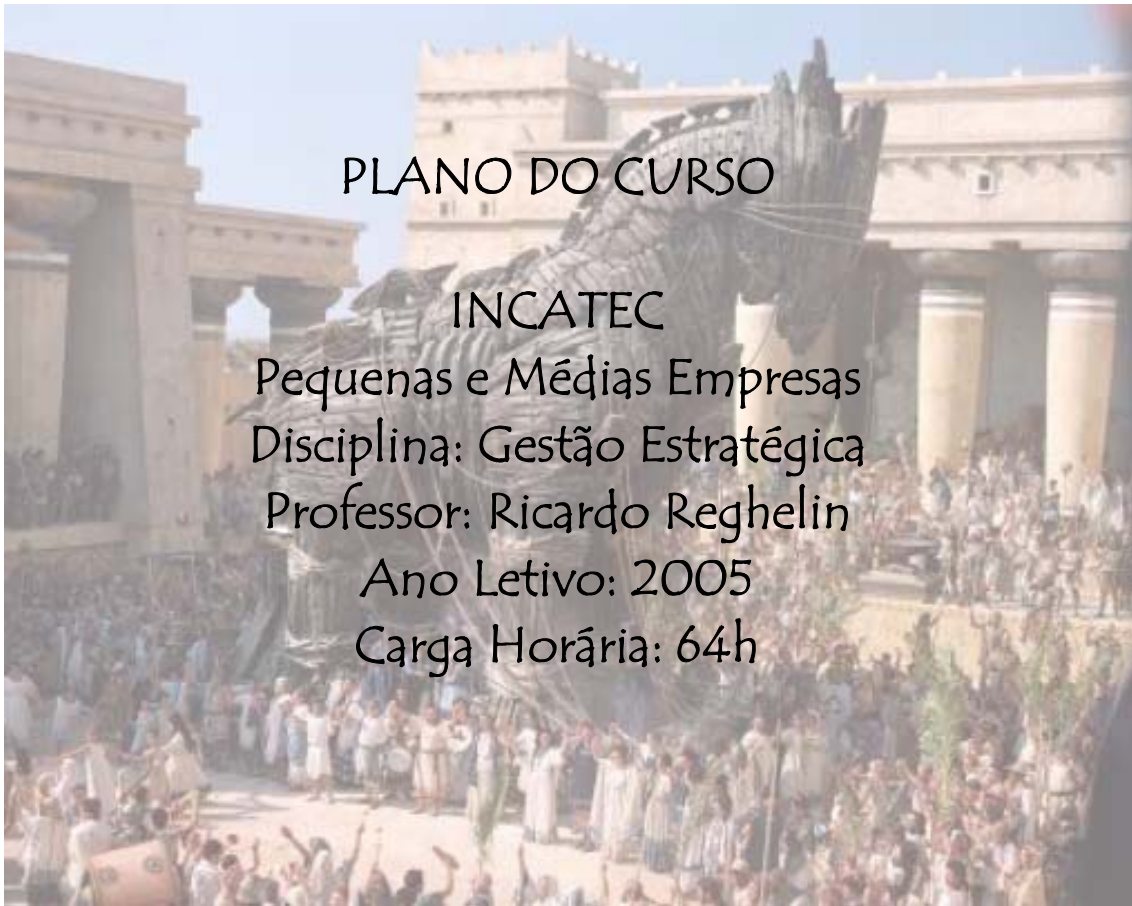 PLANO DO CURSO
INCATEC
Pequenas e Médias Empresas
Disciplina: Gestão Estratégica
Professor: Ricardo Reghelin
Ano Letivo: 2005
Carga Horária: 64h